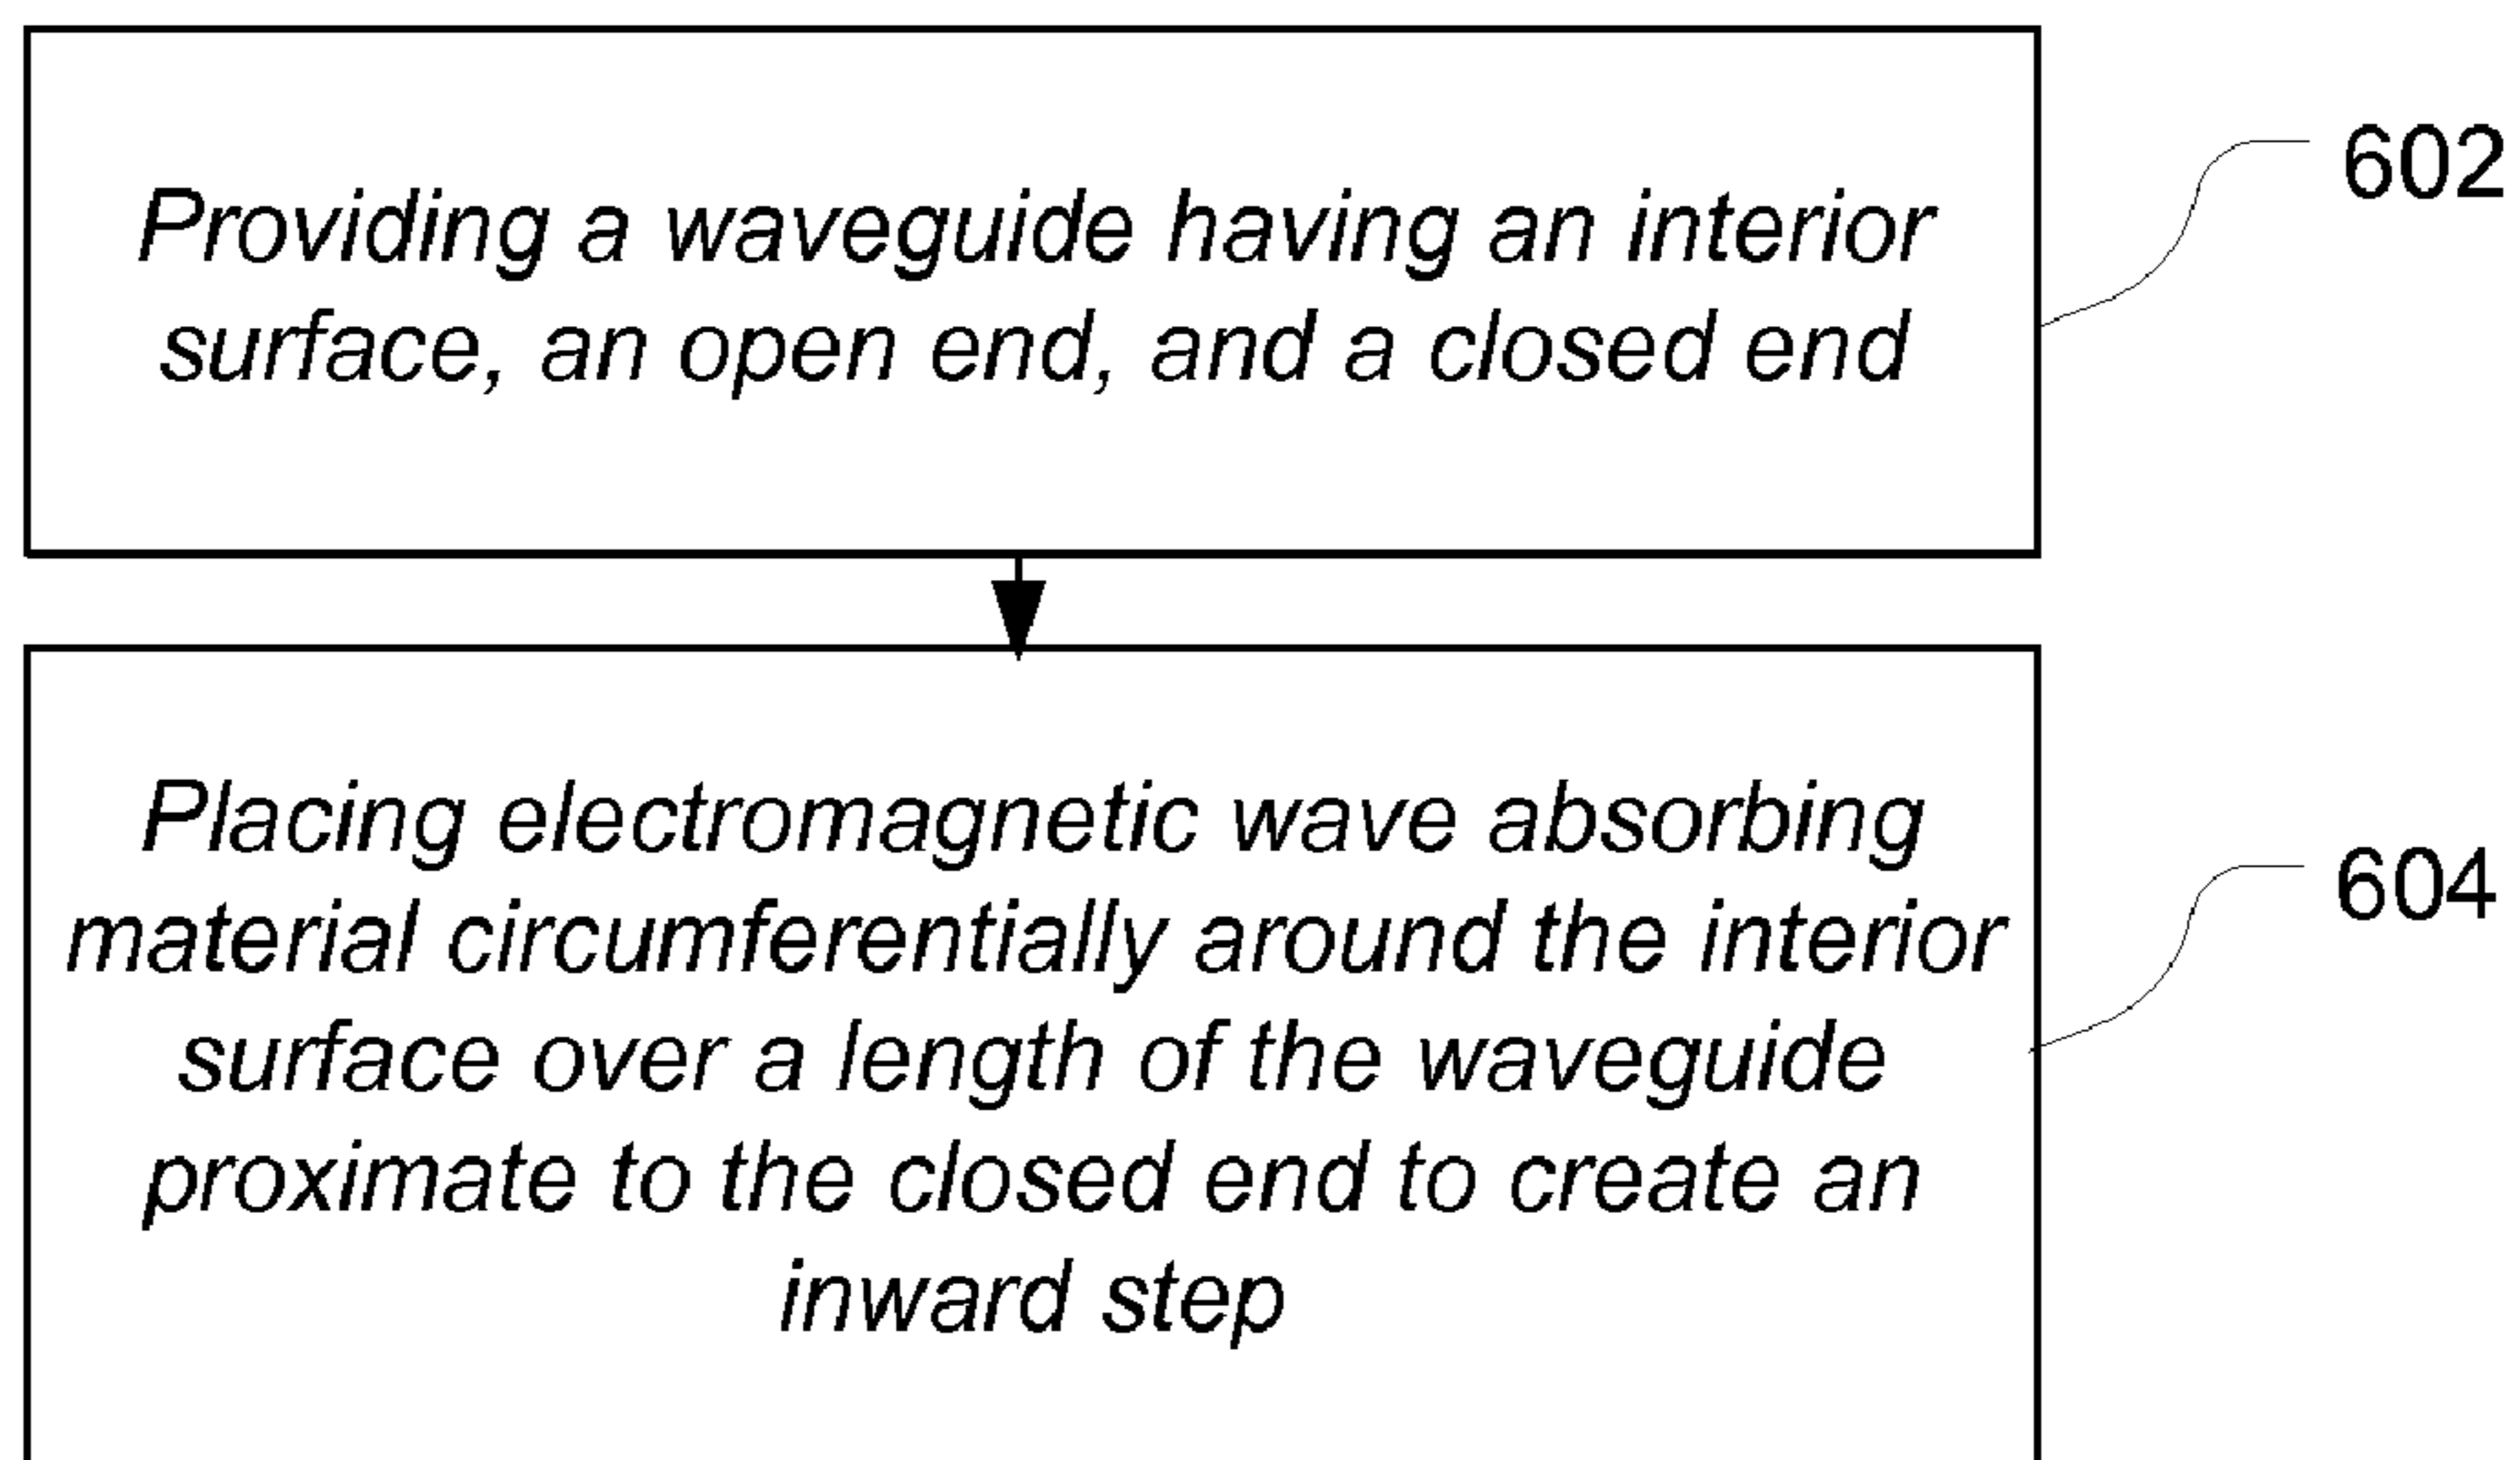 Providing a waveguide having an interior
surface, an open end, and a closed end
602
Placing electromagnetic wave absorbing
material circumferentially around the interior
surface over a length of the waveguide
proximate to the closed end to create an
inward step
604